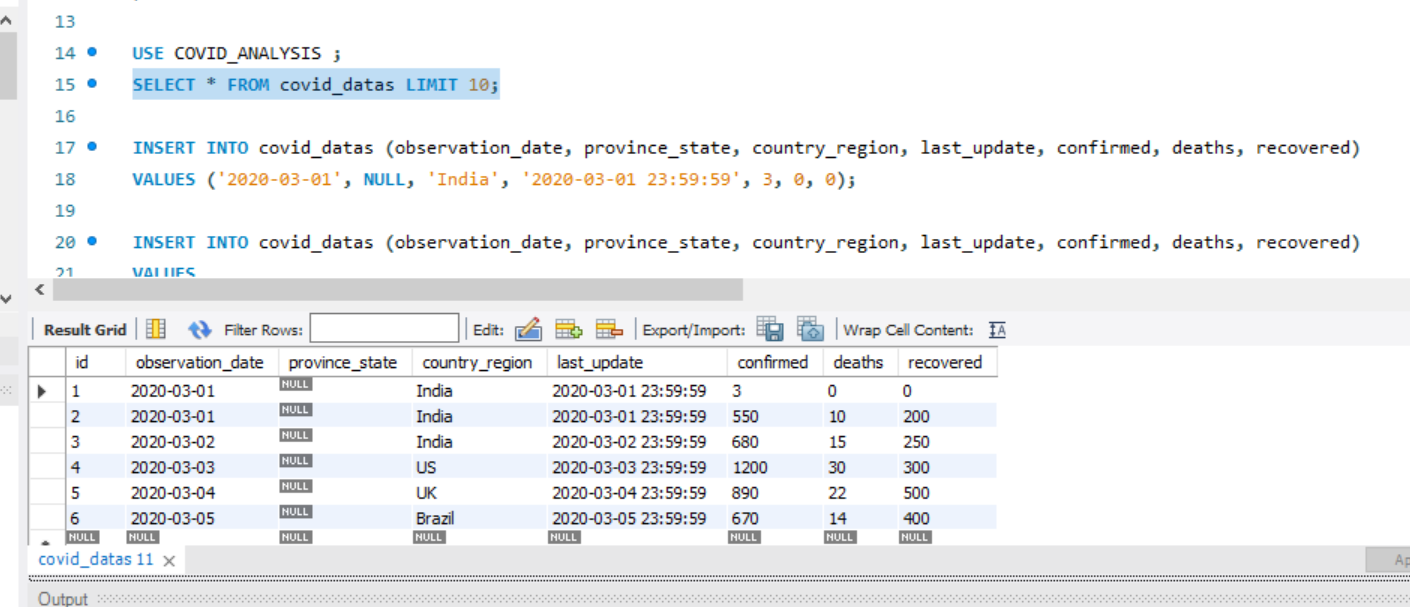 13
14 USE COVID_ANALYSIS ;
15 SELECT * FROM covid_datas LIMIT 10;
16
17 INSERT INTO covid_datas (observation_date, province_state, country_region, last_update, confirmed, deaths, recovered)
18 VALUES ('2020-03-01', NULL, 'India', '2020-03-01 23:59:59', 3, 0, 0);
19
20 INSERT INTO covid_datas (observation_date, province_state, country_region, last_update, confirmed, deaths, recovered)
21 VALUES
Result Grid Filter Rows: Edit: Export/Import: Wrap Cell Content: IA
id observation_date province_state country_region last_update confirmed deaths recovered
1 2020-03-01 NULL India 2020-03-01 23:59:59 3 0 0
2 2020-03-01 NULL India 2020-03-01 23:59:59 550 10 200
3 2020-03-02 NULL India 2020-03-02 23:59:59 680 15 250
4 2020-03-03 NULL US 2020-03-03 23:59:59 1200 30 300
5 2020-03-04 NULL UK 2020-03-04 23:59:59 890 22 500
6 2020-03-05 NULL Brazil 2020-03-05 23:59:59 670 14 400
NULL NULL NULL NULL NULL NULL NULL NULL
covid_datas 11
Output